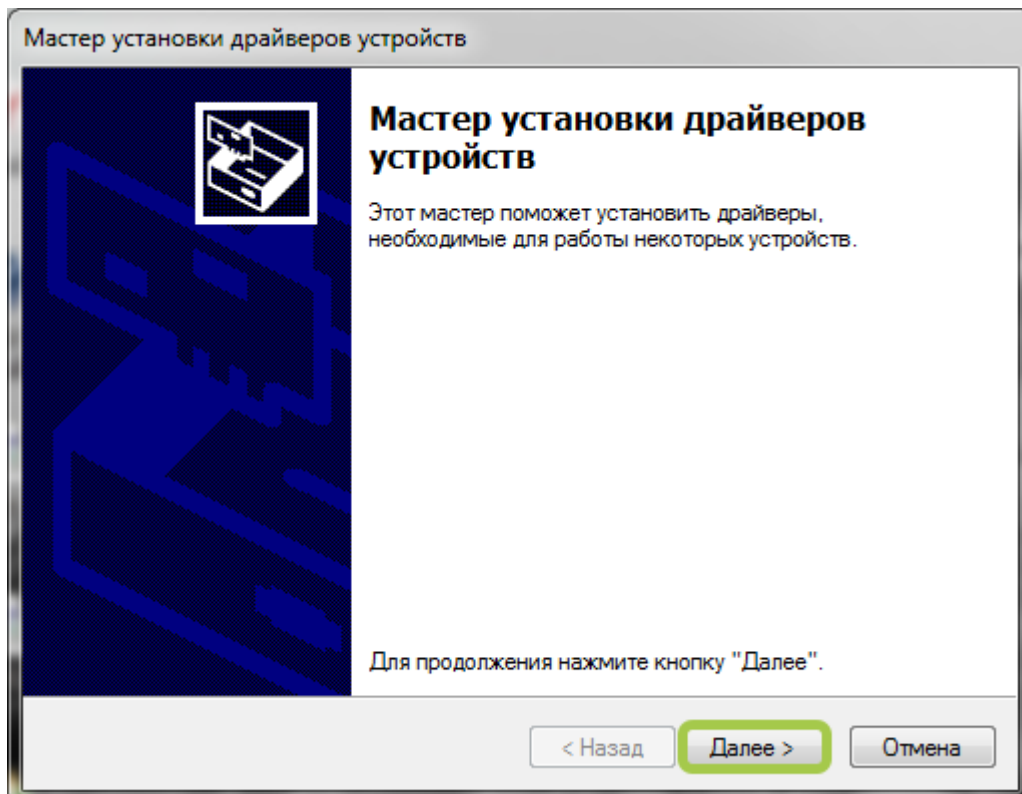 Мастер установки драйверов устройств
Мастер установки драйверов
устройств
Этот мастер поможет установить драйверы,
необходимые для работы некоторых устройств.
Для продолжения нажмите кнопку "Далее".
< Назад
Далее >
Отмена